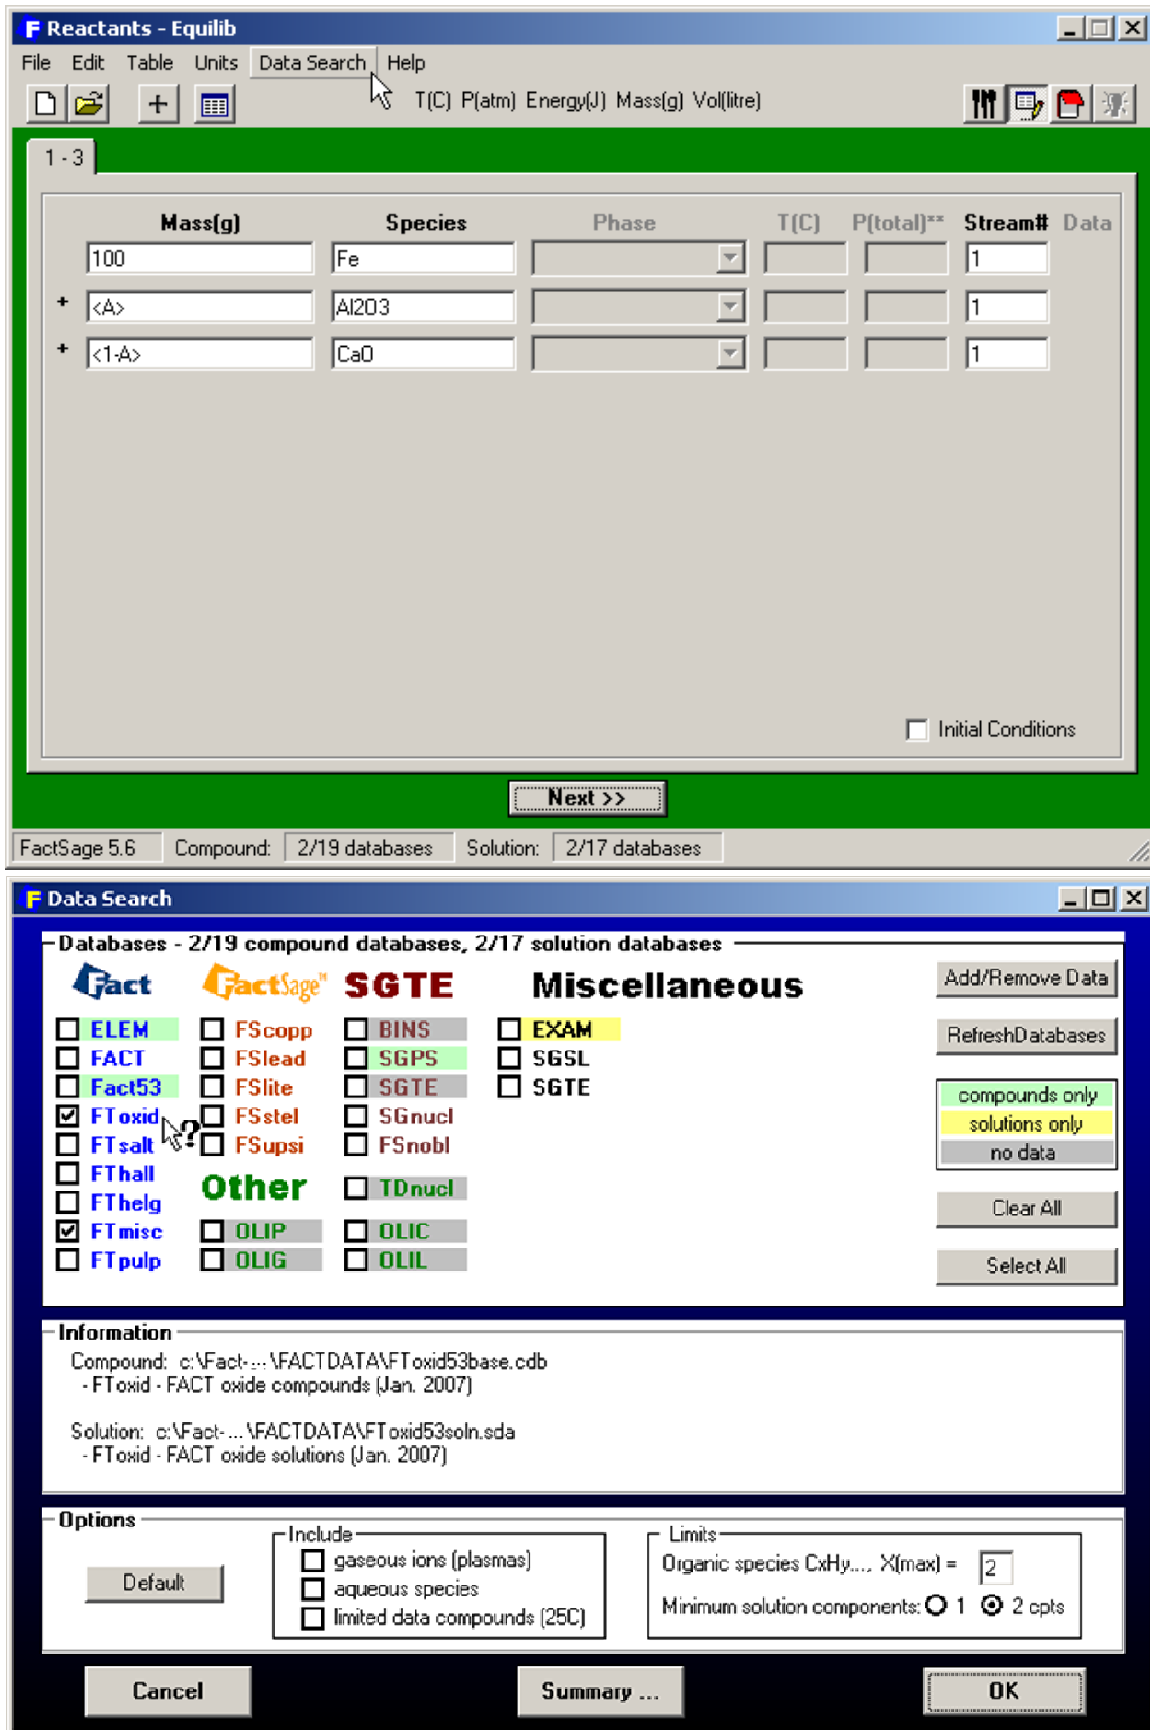 Reactants - Equilib
File Edit Table Units Data Search Help
T(C) P(atm) Energy(J) Mass(g) Vol(litre)
1 - 3
Mass(g) Species Phase T(C) P(total)** Stream# Data
100 Fe 1
+ <A> Al2O3 1
+ <1-A> CaO 1
Initial Conditions
Next >>
FactSage 5.6 Compound: 2/19 databases Solution: 2/17 databases
F Data Search
Databases - 2/19 compound databases, 2/17 solution databases
Fact FactSage™ SGTE Miscellaneous
Add/Remove Data
ELEM FScopp BINS EXAM
RefreshDatabases
FACT FSlead SGPS SGSL
Fact53 FSlite SGTE SGTE
compounds only
FToxid FSstel SGnucl
solutions only
FTsalt FSupsi FSnobl
no data
FThall Other TDnucl
FThelg
Clear All
FTmisc OLIP OLIC
FTpulp OLIG OLIL
Select All
Information
Compound: c:\Fact-...\FACTDATA\FToxid53base.cdb
- FToxid - FACT oxide compounds (Jan. 2007)
Solution: c:\Fact-...\FACTDATA\FToxid53soln.sda
- FToxid - FACT oxide solutions (Jan. 2007)
Options
Include
Limits
gaseous ions (plasmas)
Organic species CxHy..., X(max) = 2
Default
aqueous species
Minimum solution components: 1 2 cpts
limited data compounds (25C)
Cancel Summary ... OK